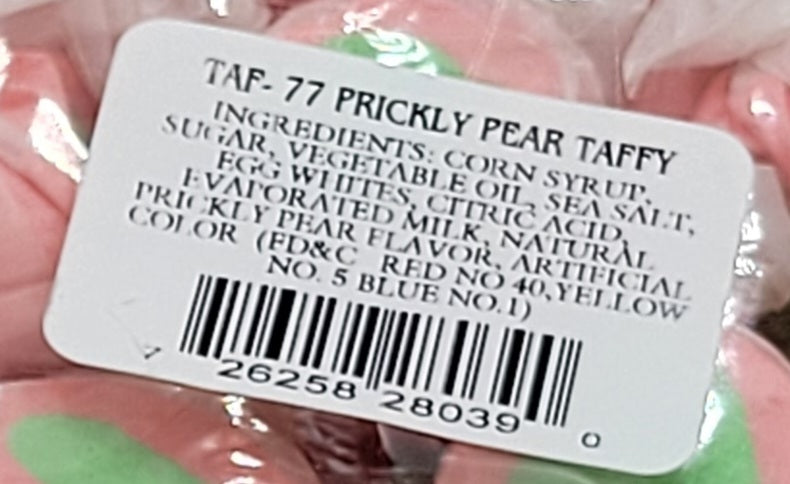 TAF- 77 PRICKLY PEAR TAFFY
INGREDIENTS: CORN SYRUP,
SUGAR, VEGETABLE OIL, SEA SALT,
EGG WHITES, CITRIC ACID,
EVAPORATED MILK, NATURAL
PRICKLY PEAR FLAVOR, ARTIFICIAL
COLOR (FD&C RED NO 40,YELLOW
NO. 5 BLUE NO.1)
7 26258 28039 0